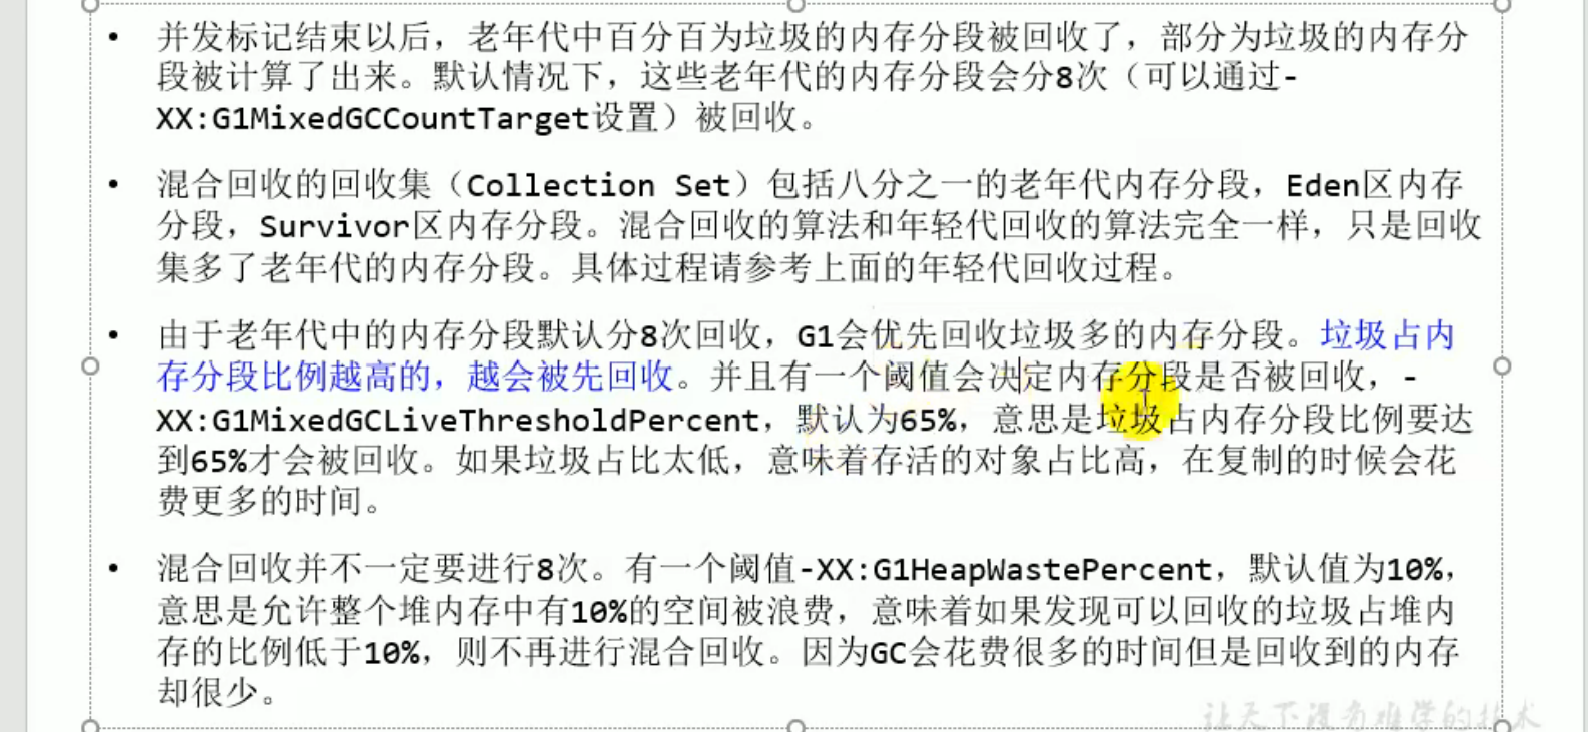 • 并发标记结束以后，老年代中百分百为垃圾的内存分段被回收了，部分为垃圾的内存分
段被计算了出来。默认情况下，这些老年代的内存分段会分8次（可以通过-
XX:G1MixedGCCountTarget设置）被回收。
• 混合回收的回收集（Collection Set）包括八分之一的老年代内存分段，Eden区内存
分段，Survivor区内存分段。混合回收的算法和年轻代回收的算法完全一样，只是回收
集多了老年代的内存分段。具体过程请参考上面的年轻代回收过程。
• 由于老年代中的内存分段默认分8次回收，G1会优先回收垃圾多的内存分段。垃圾占内
存分段比例越高的，越会被先回收。并且有一个阈值会决定内存分段是否被回收，-
XX:G1MixedGCLiveThresholdPercent，默认为65%，意思是垃圾占内存分段比例要达
到65%才会被回收。如果垃圾占比太低，意味着存活的对象占比高，在复制的时候会花
费更多的时间。
• 混合回收并不一定要进行8次。有一个阈值-XX:G1HeapWastePercent，默认值为10%，
意思是允许整个堆内存中有10%的空间被浪费，意味着如果发现可以回收的垃圾占堆内
存的比例低于10%，则不再进行混合回收。因为GC会花费很多的时间但是回收到的内存
却很少。
让天下没有难学的技术